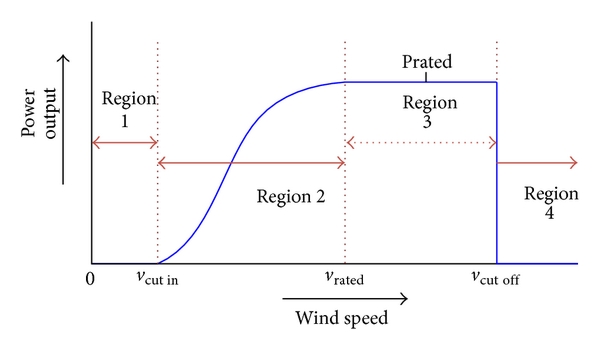 Prated
Region
1
Region
3
Power
output
Region 2
Region
4
0
vcut in
vrated
vcut off
Wind speed